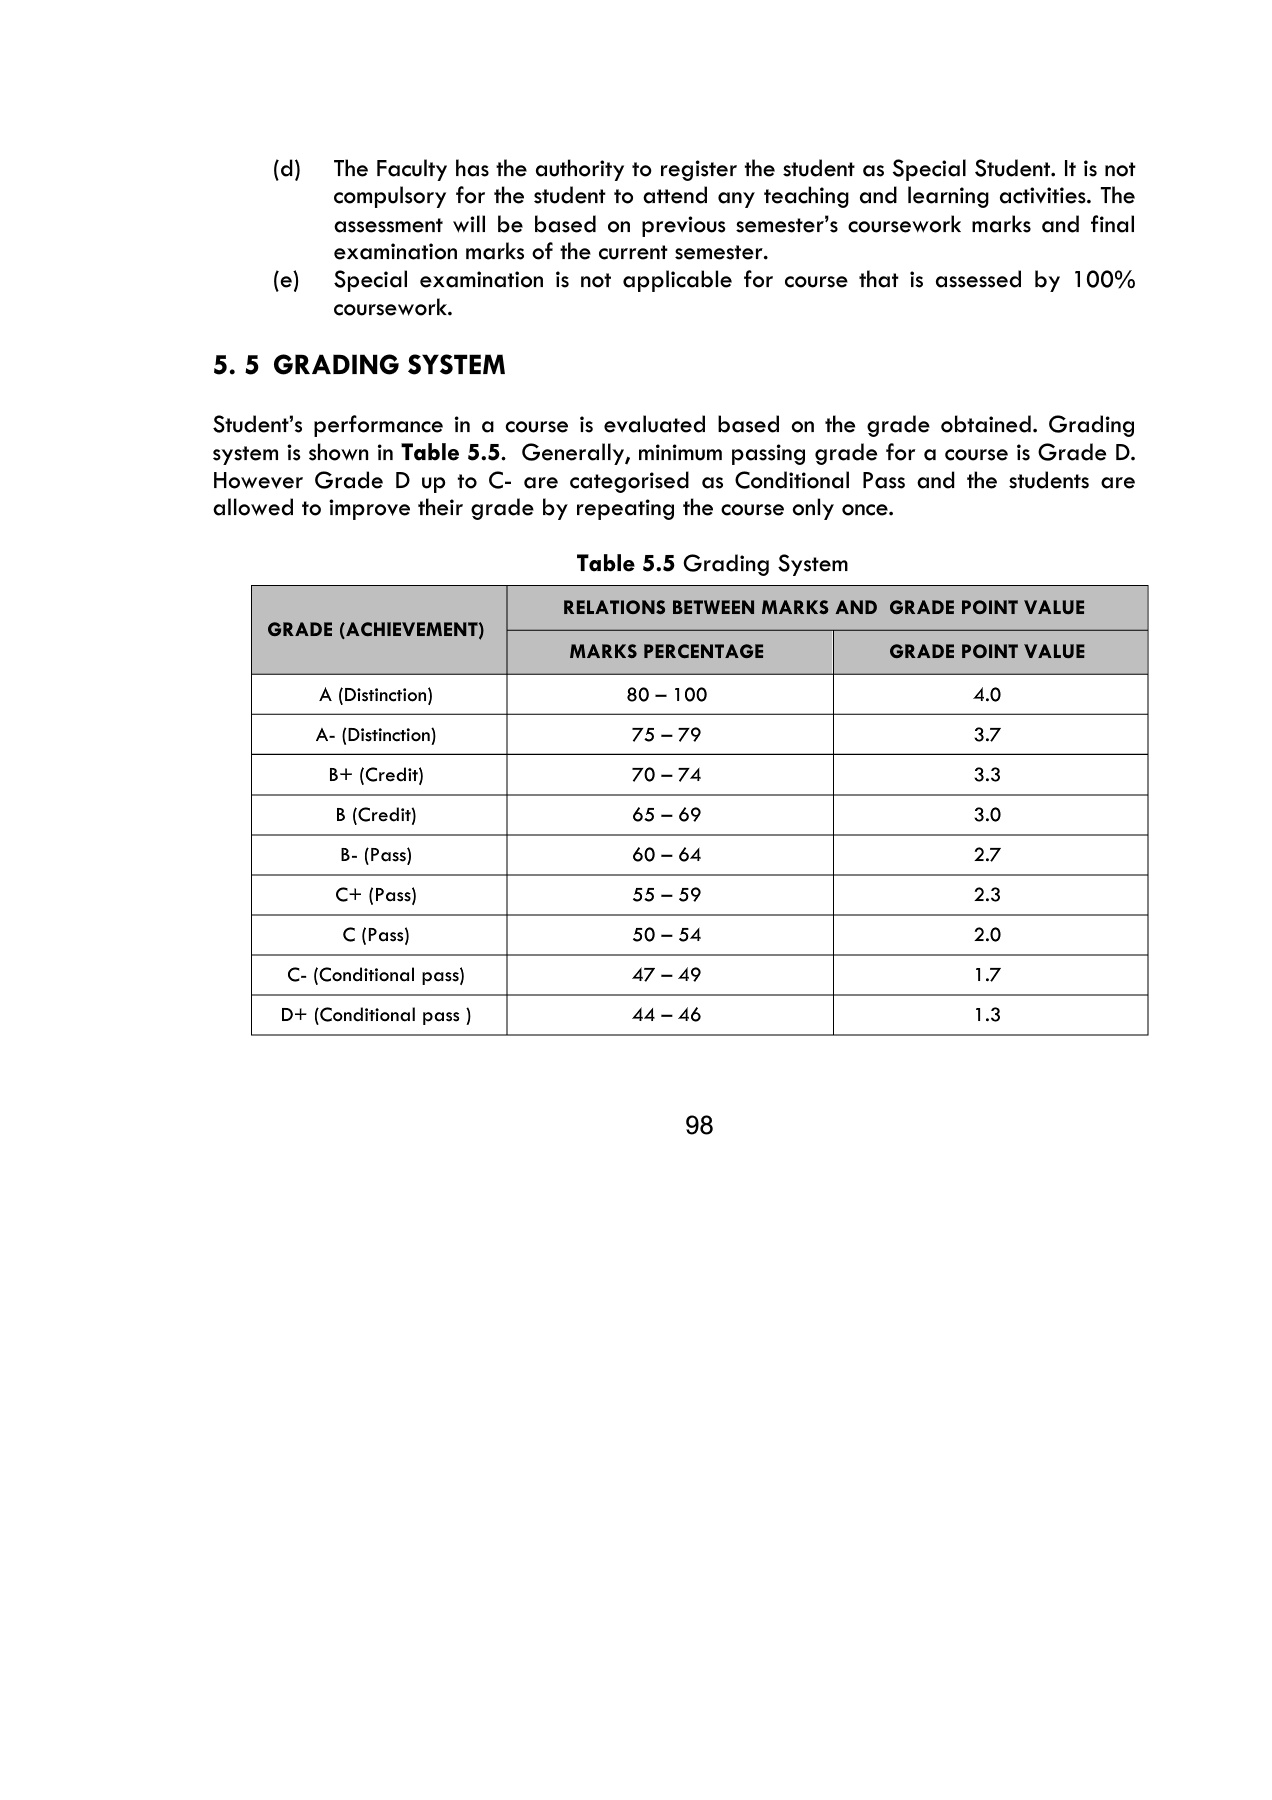 (d) The Faculty has the authority to register the student as Special Student. It is not
compulsory for the student to attend any teaching and learning activities. The
assessment will be based on previous semester’s coursework marks and final
examination marks of the current semester.
(e) Special examination is not applicable for course that is assessed by 100%
coursework.
5. 5 GRADING SYSTEM
Student’s performance in a course is evaluated based on the grade obtained. Grading
system is shown in Table 5.5. Generally, minimum passing grade for a course is Grade D.
However Grade D up to C- are categorised as Conditional Pass and the students are
allowed to improve their grade by repeating the course only once.
Table 5.5 Grading System
GRADE (ACHIEVEMENT) RELATIONS BETWEEN MARKS AND GRADE POINT VALUE
MARKS PERCENTAGE GRADE POINT VALUE
A (Distinction) 80 – 100 4.0
A- (Distinction) 75 – 79 3.7
B+ (Credit) 70 – 74 3.3
B (Credit) 65 – 69 3.0
B- (Pass) 60 – 64 2.7
C+ (Pass) 55 – 59 2.3
C (Pass) 50 – 54 2.0
C- (Conditional pass) 47 – 49 1.7
D+ (Conditional pass ) 44 – 46 1.3
98